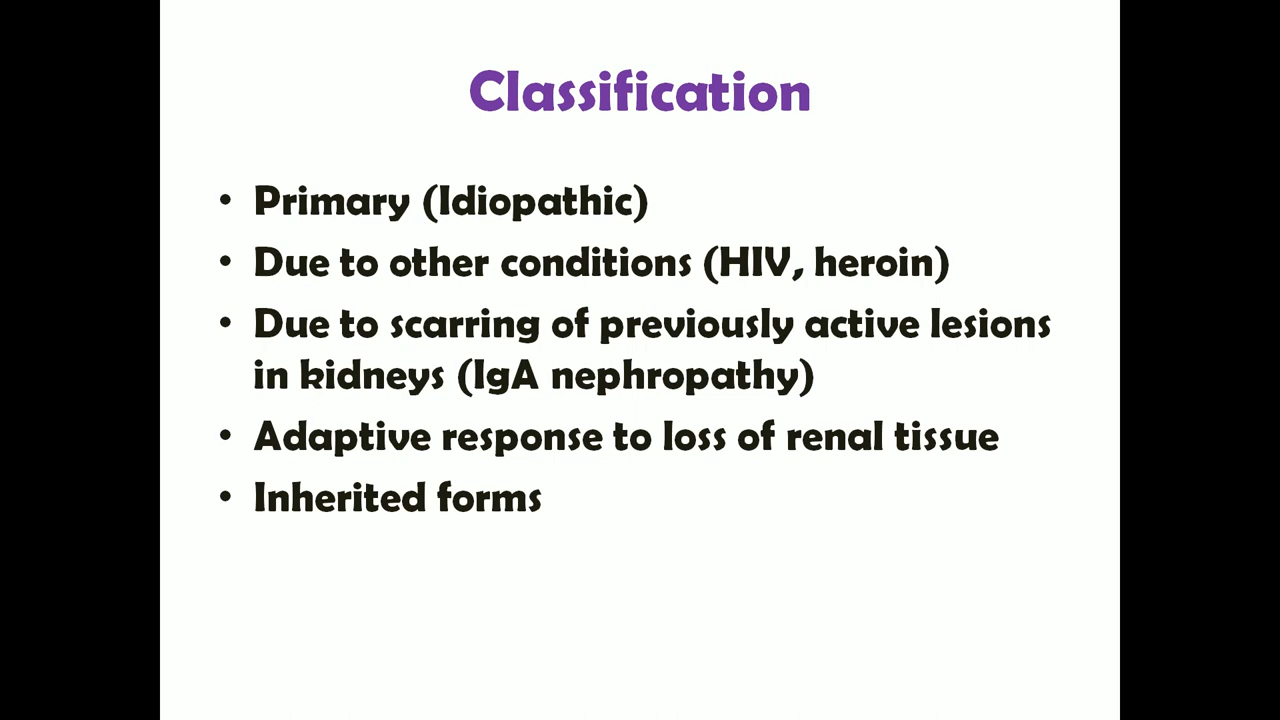 Classification
• Primary (Idiopathic)
• Due to other conditions (HIV, heroin)
• Due to scarring of previously active lesions
in kidneys (IgA nephropathy)
• Adaptive response to loss of renal tissue
• Inherited forms